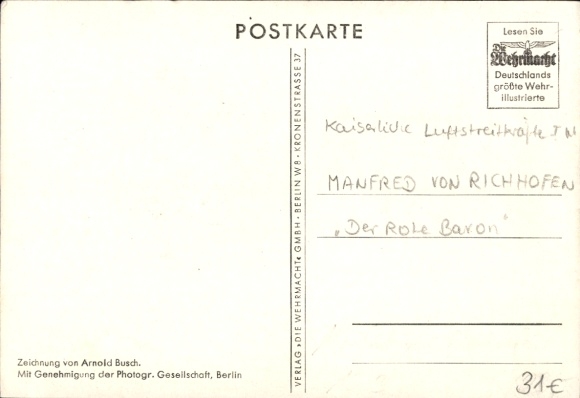 POSTKARTE
Lesen Sie
Die
Wehrmacht
Deutschlands
größte Wehr-
illustrierte
Kaiserliche Luftstreitkräfte
MANFRED VON RICHHOFEN
„Der Rote Baron"
VERLAG »DIE WEHRMACHT« GMBH · BERLIN W 8 · KRONENSTRASSE 37
Zeichnung von Arnold Busch.
Mit Genehmigung der Photogr. Gesellschaft, Berlin
31€